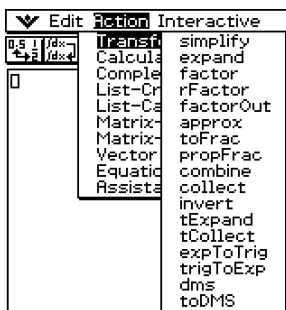 Edit Action Interactive
Transf
Calcula
Comple
List-Cr
List-Ca
Matrix-
Matrix-
Vector
Equatio
Assista
simplify
expand
factor
rFactor
factorOut
approx
toFrac
propFrac
combine
collect
invert
tExpand
tCollect
expToTrig
trigToExp
dms
toDMS